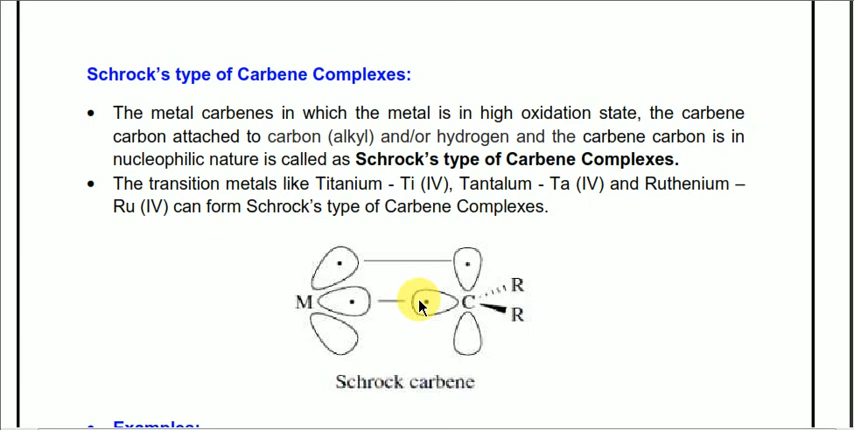 Schrock's type of Carbene Complexes:
• The metal carbenes in which the metal is in high oxidation state, the carbene
carbon attached to carbon (alkyl) and/or hydrogen and the carbene carbon is in
nucleophilic nature is called as Schrock's type of Carbene Complexes.
• The transition metals like Titanium - Ti (IV), Tantalum - Ta (IV) and Ruthenium –
Ru (IV) can form Schrock's type of Carbene Complexes.
R
M C
R
Schrock carbene
• Examples: